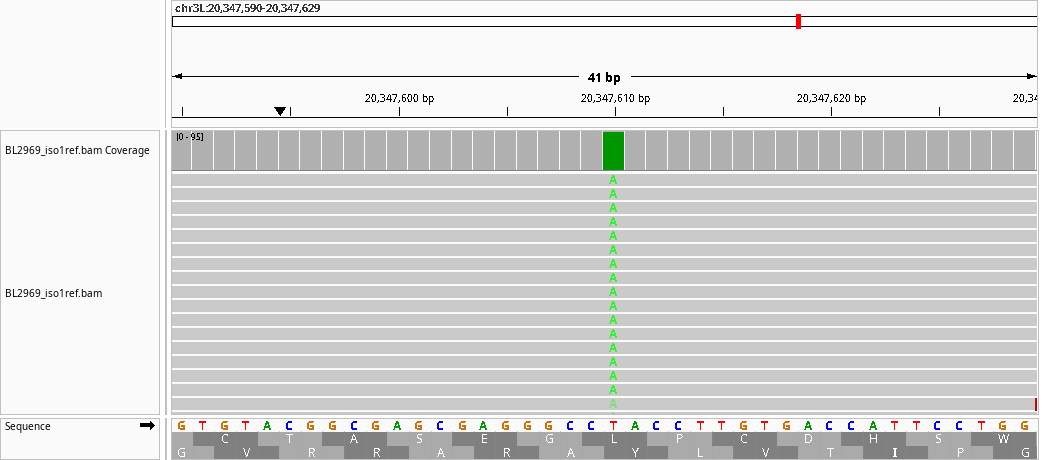 chr3L:20,347,590-20,347,629
41 bp
20,347,600 bp 20,347,610 bp 20,347,620 bp 20,34
[0 - 95]
BL2969_iso1ref.bam Coverage
A
A
A
A
A
A
A
A
A
BL2969_iso1ref.bam
A
A
A
A
A
A
A
A
Sequence G T G T A C G G C G A G C G A G G G C C T A C C T T G T G A C C A T T C C T G G
C T A S E G L P C D H S W
G V R R A R A Y L V T I P G